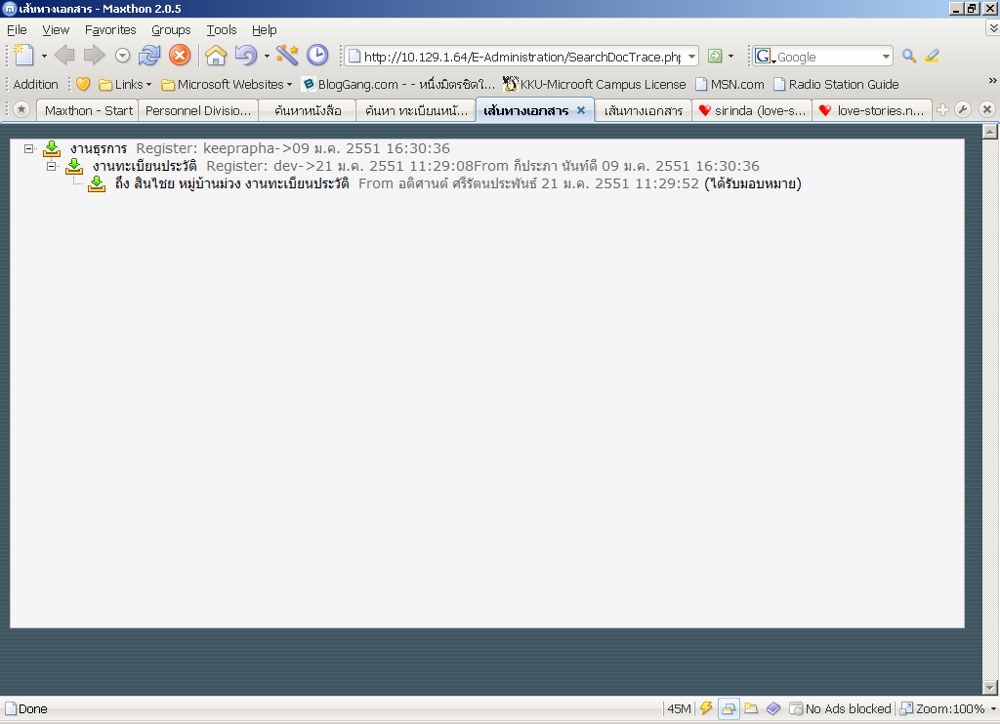 เส้นทางเอกสาร - Maxthon 2.0.5
File View Favorites Groups Tools Help
http://10.129.1.64/E-Administration/SearchDocTrace.php Google
Addition Links Microsoft Websites BlogGang.com - - หนึ่งมิตรชิดใ... KKU-Microoft Campus License MSN.com Radio Station Guide
Maxthon - Start Personnel Divisio... ค้นหาหนังสือ ค้นหา ทะเบียนหนั... เส้นทางเอกสาร เส้นทางเอกสาร sirinda (love-s... love-stories.n...
งานธุรการ Register: keeprapha->09 ม.ค. 2551 16:30:36
งานทะเบียนประวัติ Register: dev->21 ม.ค. 2551 11:29:08From กีประภา นันท์ดี 09 ม.ค. 2551 16:30:36
ถึง สินไชย หมู่บ้านม่วง งานทะเบียนประวัติ From อติศานต์ ศรีรัตนประพันธ์ 21 ม.ค. 2551 11:29:52 (ได้รับมอบหมาย)
Done 45M No Ads blocked Zoom:100%